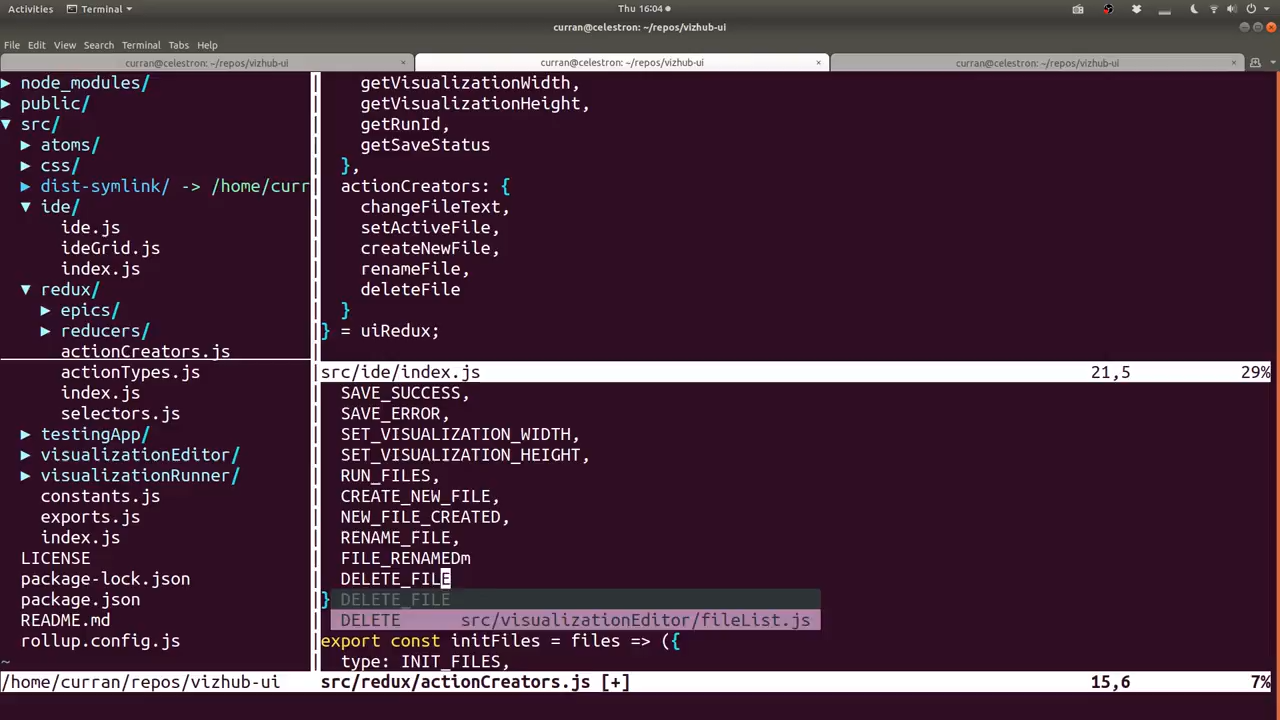 Activities Terminal Thu 16:04
curran@celestron: ~/repos/vizhub-ui
File Edit View Search Terminal Tabs Help
curran@celestron: ~/repos/vizhub-ui × curran@celestron: ~/repos/vizhub-ui × curran@celestron: ~/repos/vizhub-ui ×
▶ node_modules/
▶ public/
▼ src/
▶ atoms/
▶ css/
▶ dist-symlink/ -> /home/curr
▼ ide/
ide.js
ideGrid.js
index.js
▼ redux/
▶ epics/
▶ reducers/
actionCreators.js
actionTypes.js
index.js
selectors.js
▶ testingApp/
▶ visualizationEditor/
▶ visualizationRunner/
constants.js
exports.js
index.js
LICENSE
package-lock.json
package.json
README.md
rollup.config.js
~
/home/curran/repos/vizhub-ui
getVisualizationWidth,
getVisualizationHeight,
getRunId,
getSaveStatus
},
actionCreators: {
changeFileText,
setActiveFile,
createNewFile,
renameFile,
deleteFile
}
} = uiRedux;
src/ide/index.js 21,5 29%
SAVE_SUCCESS,
SAVE_ERROR,
SET_VISUALIZATION_WIDTH,
SET_VISUALIZATION_HEIGHT,
RUN_FILES,
CREATE_NEW_FILE,
NEW_FILE_CREATED,
RENAME_FILE,
FILE_RENAMEDm
DELETE_FILE
} DELETE_FILE
DELETE src/visualizationEditor/fileList.js
export const initFiles = files => ({
type: INIT_FILES,
src/redux/actionCreators.js [+] 15,6 7%